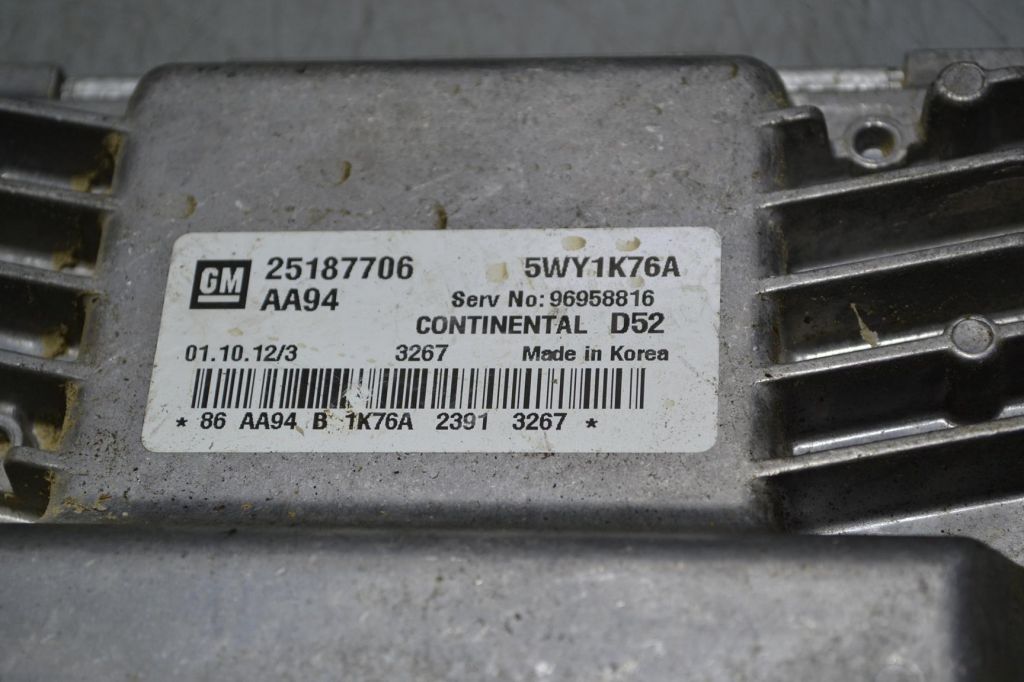 GM 25187706 5WY1K76A
AA94 Serv No: 96958816
CONTINENTAL D52
01.10.12/3 3267 Made in Korea
* 86 AA94 B 1K76A 2391 3267 *